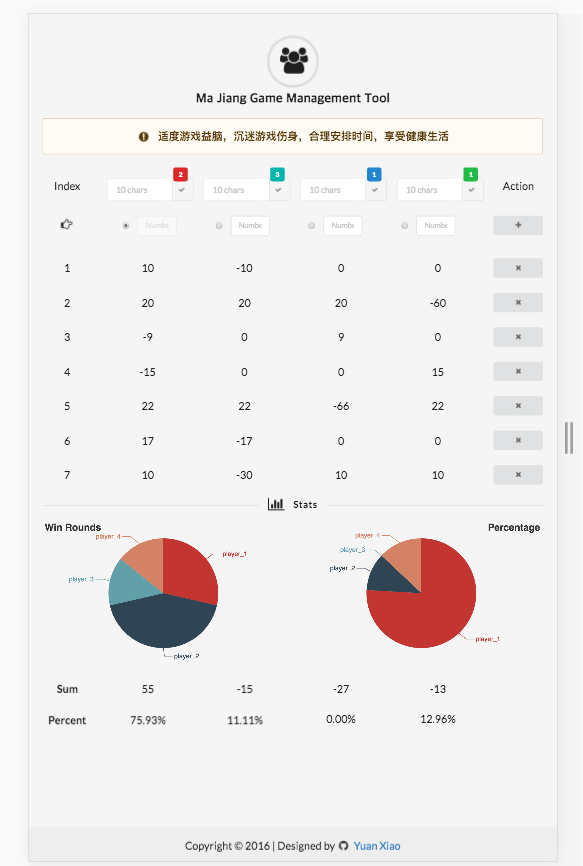 Ma Jiang Game Management Tool
适度游戏益脑，沉迷游戏伤身，合理安排时间，享受健康生活
2 3 1 1
Index 10 chars 10 chars 10 chars 10 chars Action
Numbe Numbe Numbe Numbe
1 10 -10 0 0
2 20 20 20 -60
3 -9 0 9 0
4 -15 0 0 15
5 22 22 -66 22
6 17 -17 0 0
7 10 -30 10 10
Stats
Win Rounds
player_4
player_1
player_3
player_2
Percentage
player_4
player_3
player_2
player_1
Sum 55 -15 -27 -13
Percent 75.93% 11.11% 0.00% 12.96%
Copyright © 2016 | Designed by Yuan Xiao